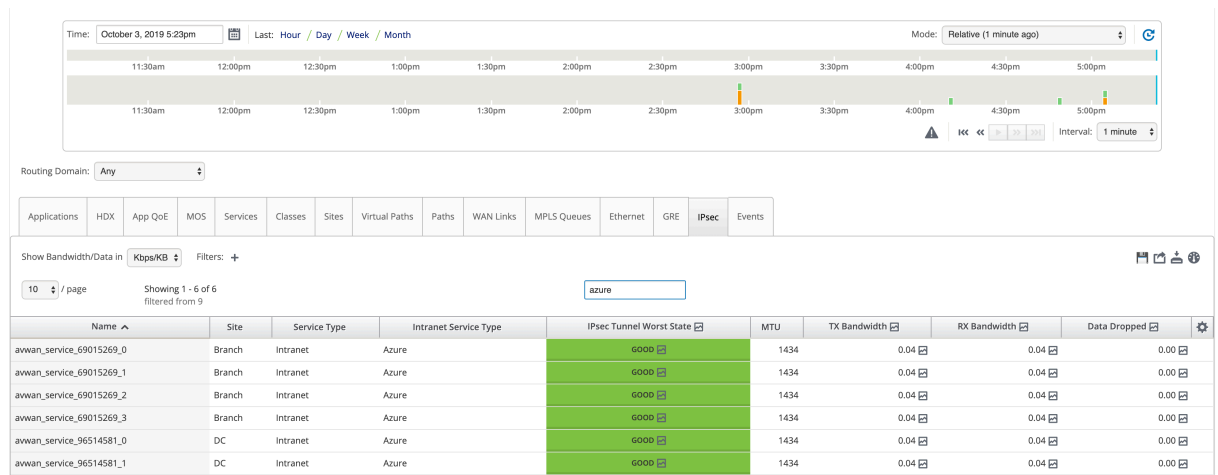 Time: October 3, 2019 5:23pm Last: Hour / Day / Week / Month Mode: Relative (1 minute ago)
11:30am 12:00pm 12:30pm 1:00pm 1:30pm 2:00pm 2:30pm 3:00pm 3:30pm 4:00pm 4:30pm 5:00pm
11:30am 12:00pm 12:30pm 1:00pm 1:30pm 2:00pm 2:30pm 3:00pm 3:30pm 4:00pm 4:30pm 5:00pm
Interval: 1 minute
Routing Domain: Any
Applications HDX App QoE MOS Services Classes Sites Virtual Paths Paths WAN Links MPLS Queues Ethernet GRE IPsec Events
Show Bandwidth/Data in Kbps/KB Filters: +
10 / page Showing 1 - 6 of 6 azure
filtered from 9
Name Site Service Type Intranet Service Type IPsec Tunnel Worst State MTU TX Bandwidth RX Bandwidth Data Dropped
avwan_service_69015269_0 Branch Intranet Azure GOOD 1434 0.04 0.04 0.00
avwan_service_69015269_1 Branch Intranet Azure GOOD 1434 0.04 0.04 0.00
avwan_service_69015269_2 Branch Intranet Azure GOOD 1434 0.04 0.04 0.00
avwan_service_69015269_3 Branch Intranet Azure GOOD 1434 0.04 0.04 0.00
avwan_service_96514581_0 DC Intranet Azure GOOD 1434 0.04 0.04 0.00
avwan_service_96514581_1 DC Intranet Azure GOOD 1434 0.04 0.04 0.00